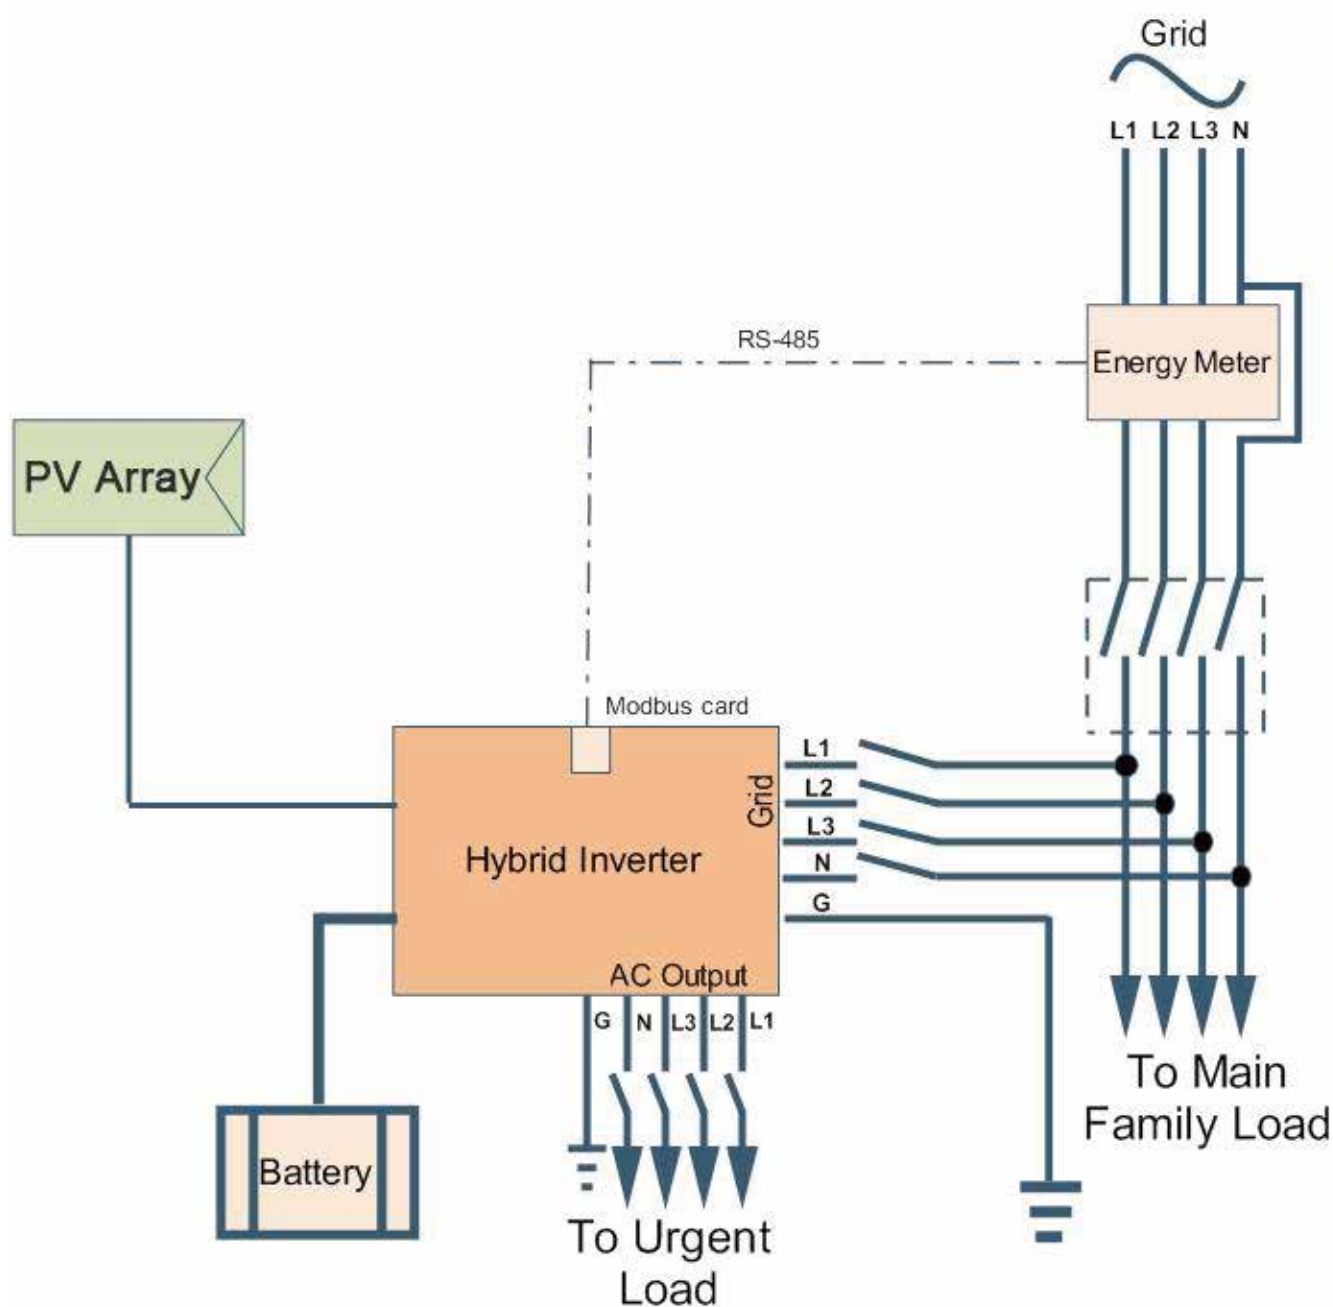 Grid
L1 L2 L3 N
RS-485
Energy Meter
PV Array
Modbus card
L1
L2
L3
N
G
Grid
Hybrid Inverter
AC Output
G N L3 L2 L1
To Main
Family Load
Battery
To Urgent
Load